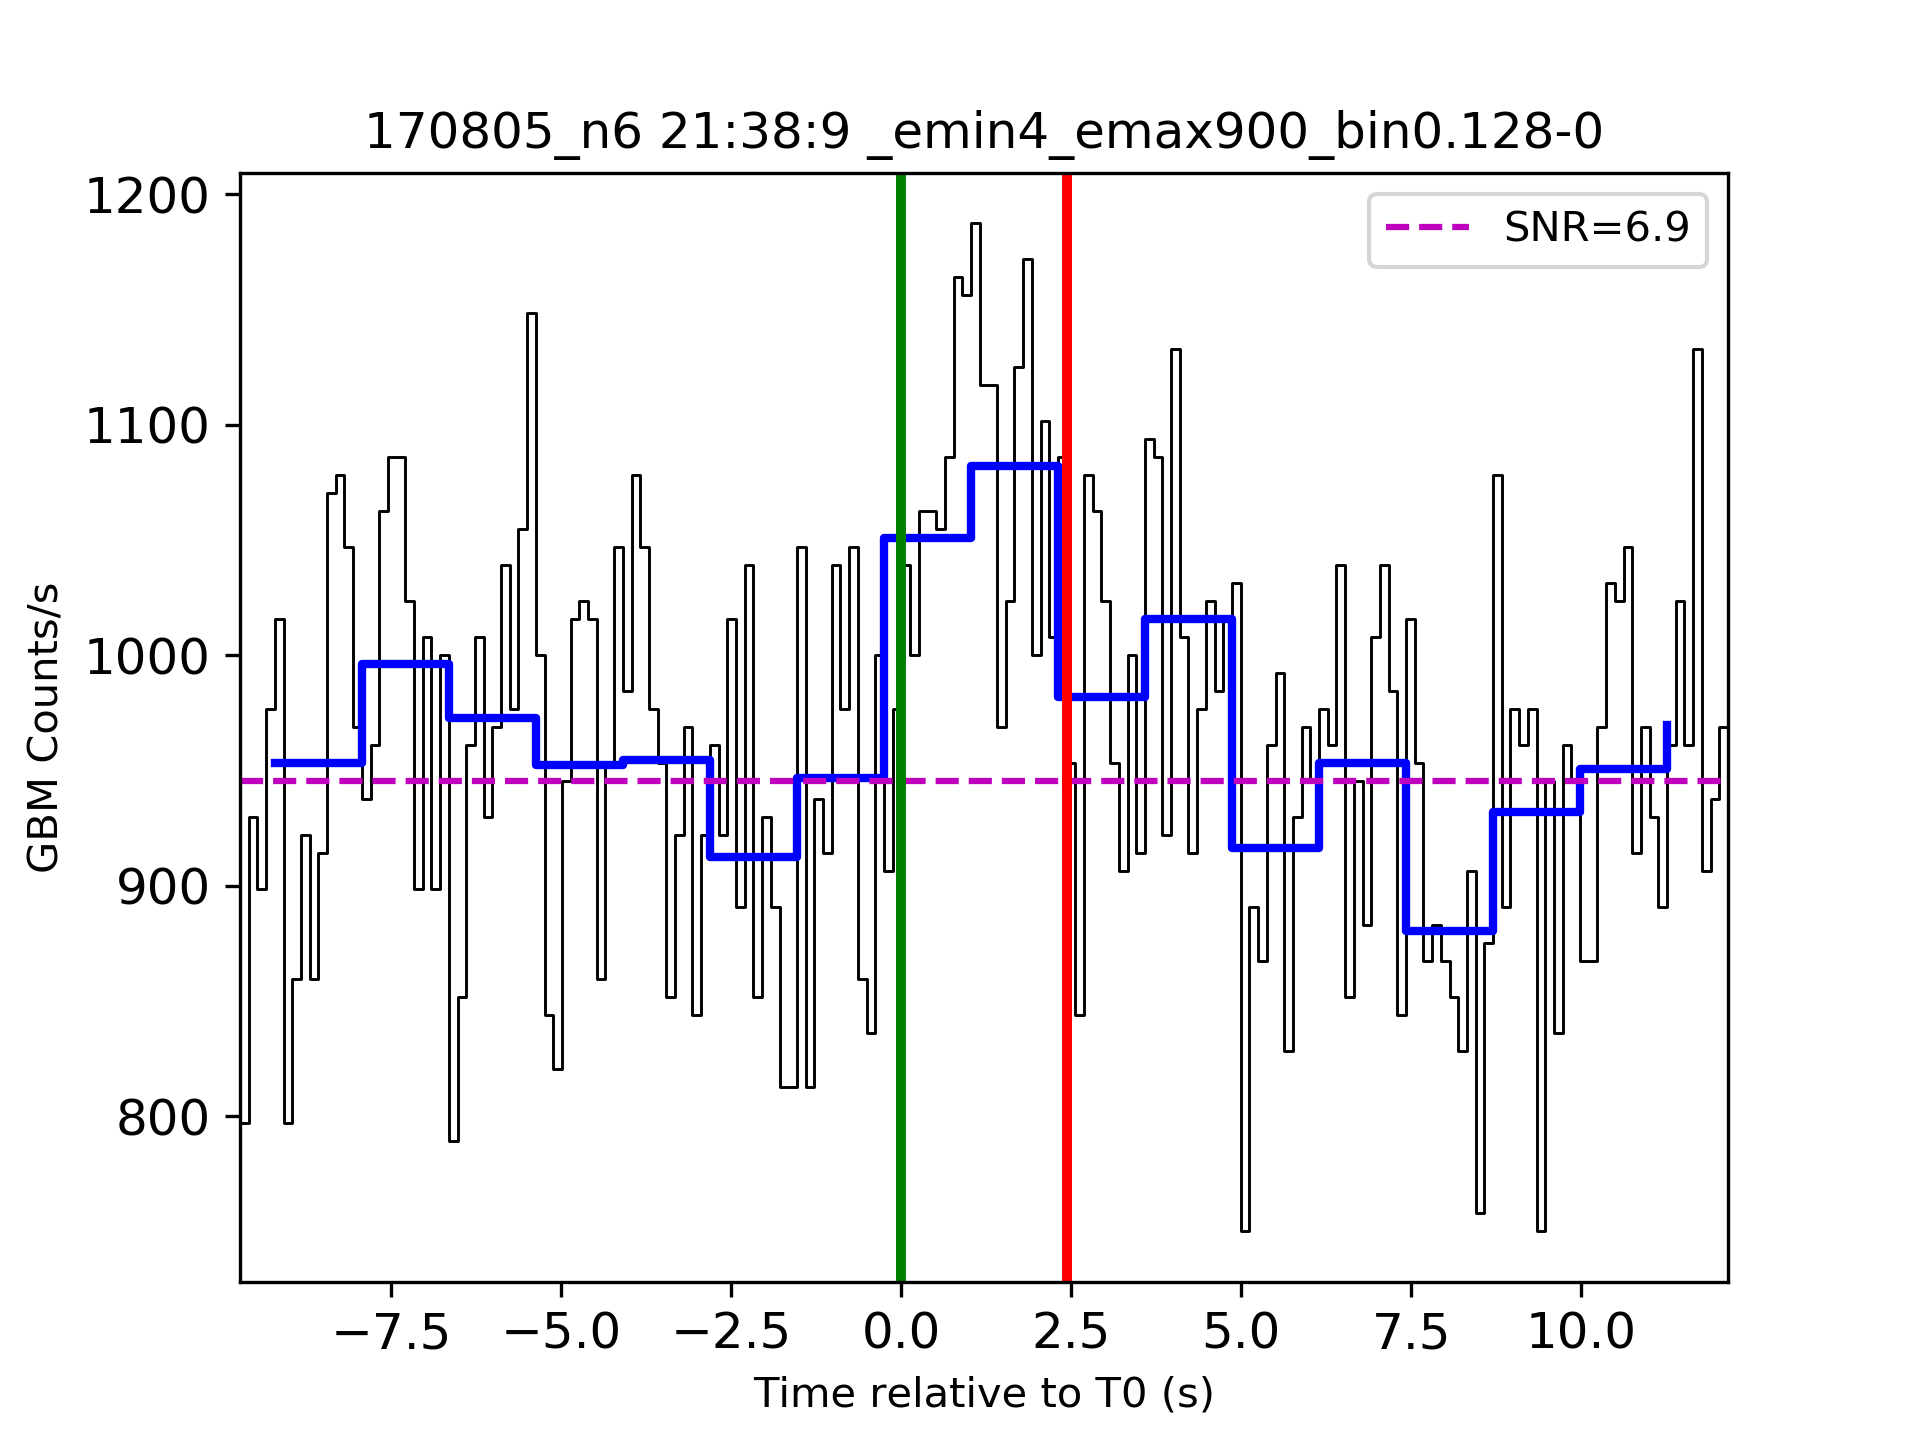 170805_n6 21:38:9 _emin4_emax900_bin0.128-0
SNR=6.9
1200
1100
1000
900
800
GBM Counts/s
−7.5 −5.0 −2.5 0.0 2.5 5.0 7.5 10.0
Time relative to T0 (s)